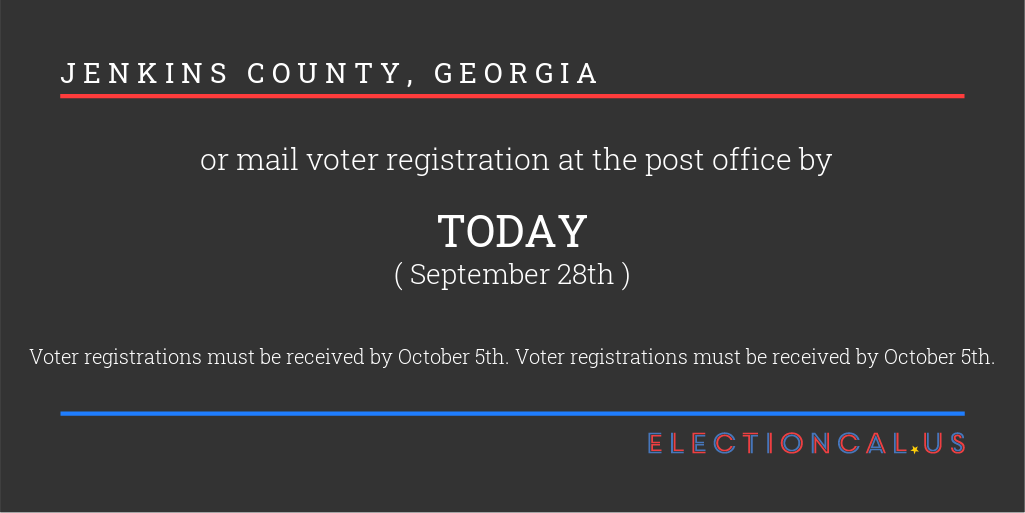 JENKINS COUNTY, GEORGIA
or mail voter registration at the post office by
TODAY
( September 28th )
Voter registrations must be received by October 5th. Voter registrations must be received by October 5th.
ELECTIONCAL.US